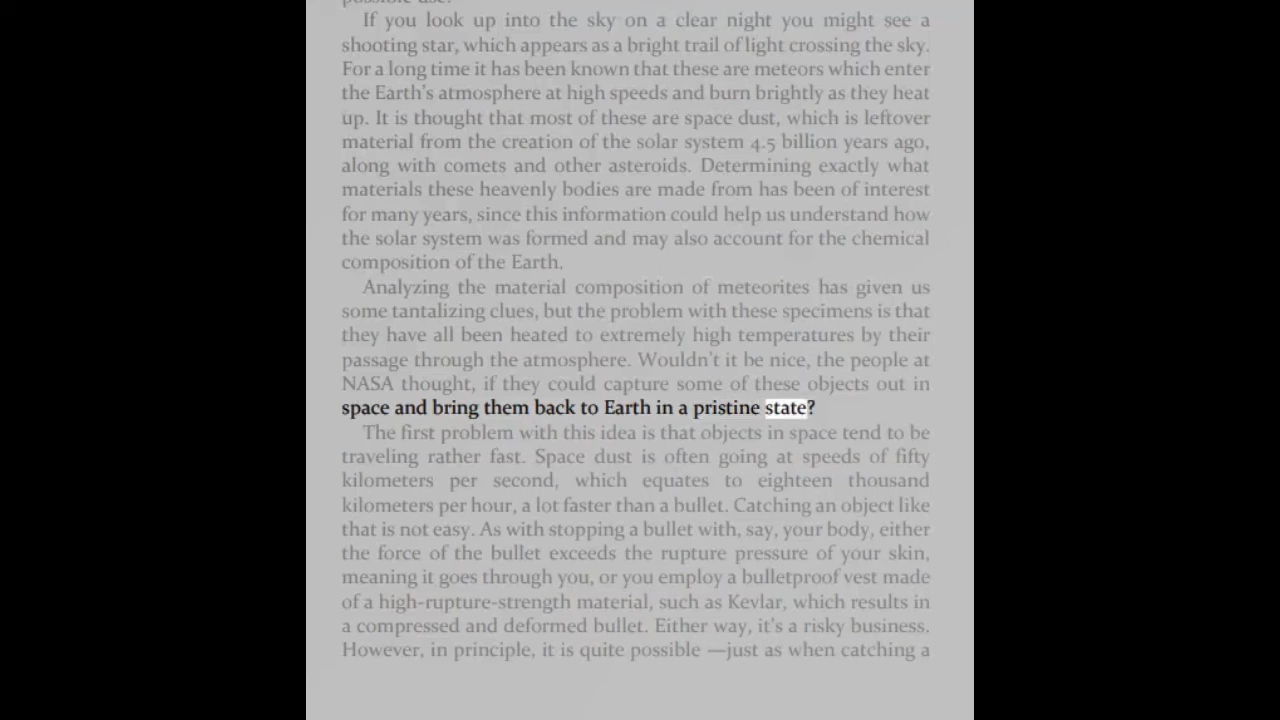 If you look up into the sky on a clear night you might see a
shooting star, which appears as a bright trail of light crossing the sky.
For a long time it has been known that these are meteors which enter
the Earth's atmosphere at high speeds and burn brightly as they heat
up. It is thought that most of these are space dust, which is leftover
material from the creation of the solar system 4.5 billion years ago,
along with comets and other asteroids. Determining exactly what
materials these heavenly bodies are made from has been of interest
for many years, since this information could help us understand how
the solar system was formed and may also account for the chemical
composition of the Earth.
Analyzing the material composition of meteorites has given us
some tantalizing clues, but the problem with these specimens is that
they have all been heated to extremely high temperatures by their
passage through the atmosphere. Wouldn't it be nice, the people at
NASA thought, if they could capture some of these objects out in
space and bring them back to Earth in a pristine state?
The first problem with this idea is that objects in space tend to be
traveling rather fast. Space dust is often going at speeds of fifty
kilometers per second, which equates to eighteen thousand
kilometers per hour, a lot faster than a bullet. Catching an object like
that is not easy. As with stopping a bullet with, say, your body, either
the force of the bullet exceeds the rupture pressure of your skin,
meaning it goes through you, or you employ a bulletproof vest made
of a high-rupture-strength material, such as Kevlar, which results in
a compressed and deformed bullet. Either way, it's a risky business.
However, in principle, it is quite possible —just as when catching a